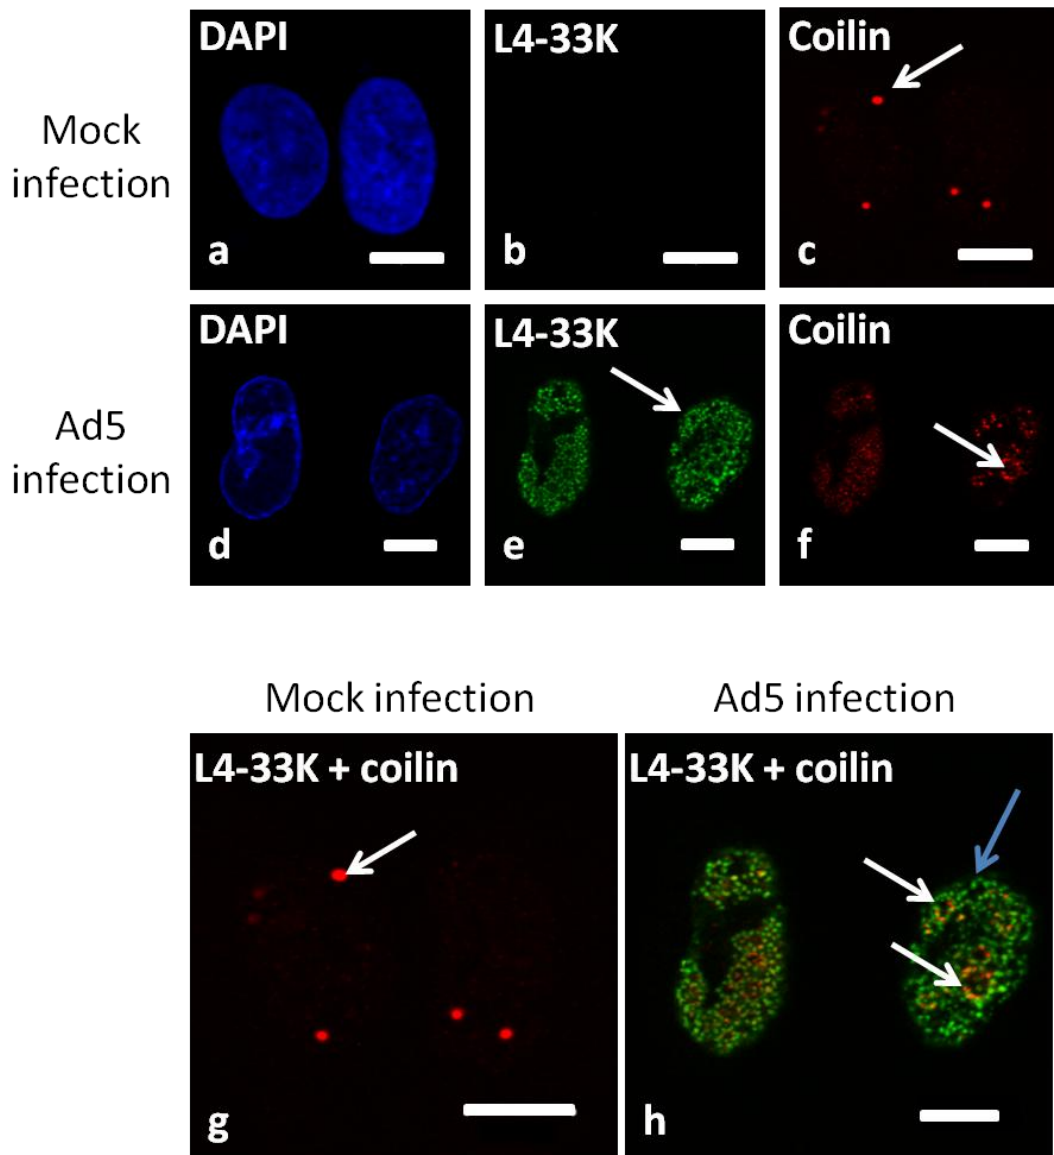 DAPI
L4-33K
Coilin
Mock
infection
a
b
c
DAPI
L4-33K
Coilin
Ad5
infection
d
e
f
Mock infection
Ad5 infection
L4-33K + coilin
L4-33K + coilin
g
h